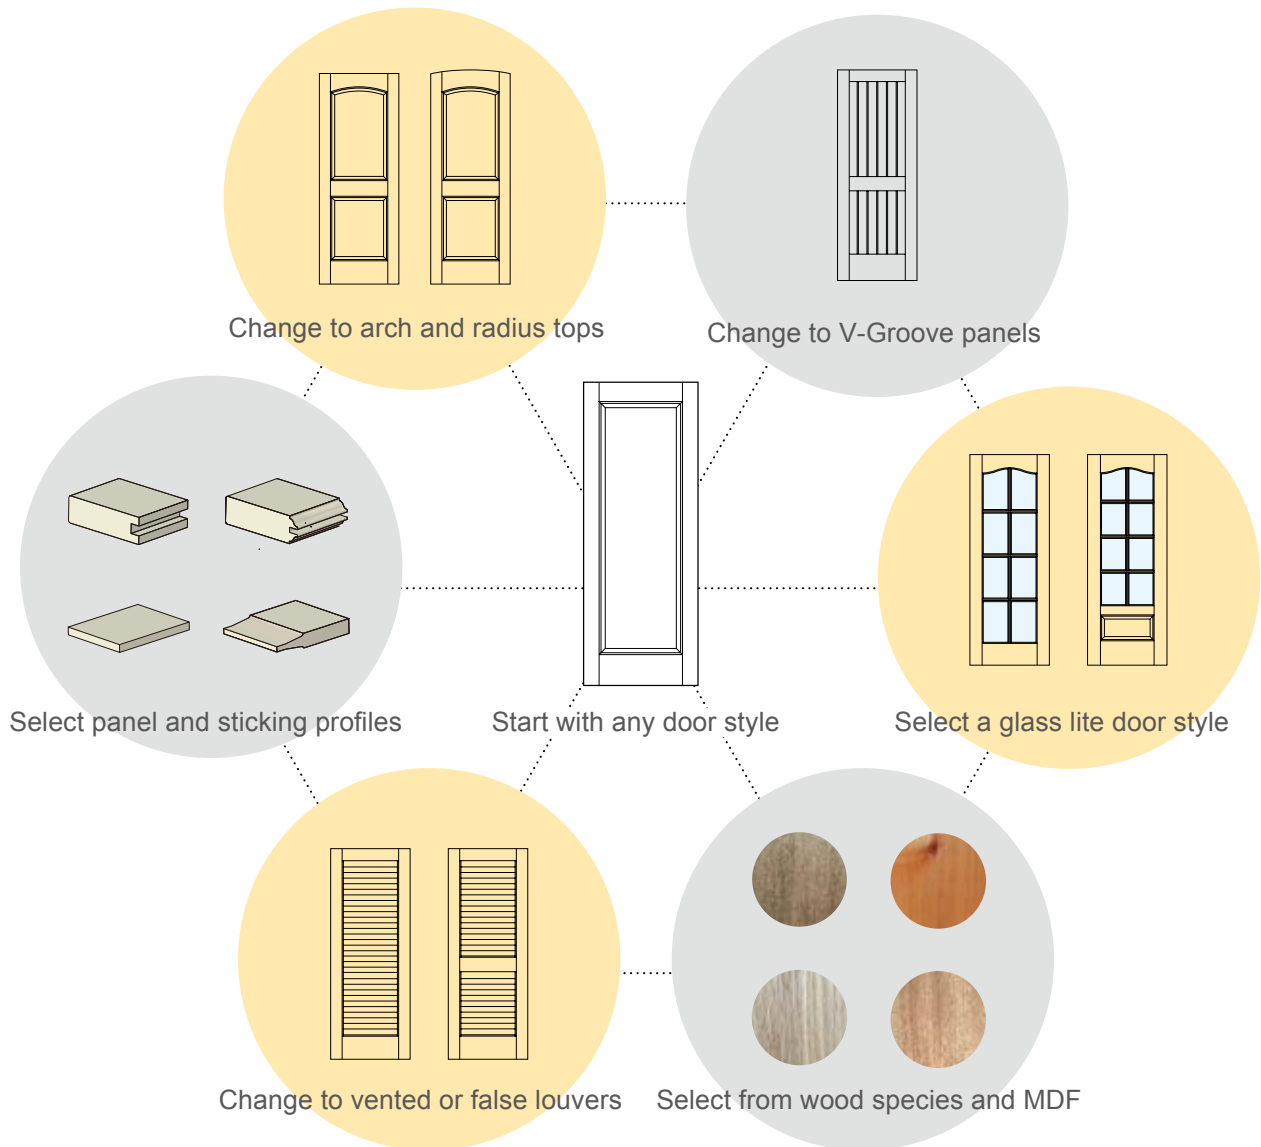 Change to arch and radius tops
Change to V-Groove panels
Select panel and sticking profiles
Start with any door style
Select a glass lite door style
Change to vented or false louvers
Select from wood species and MDF